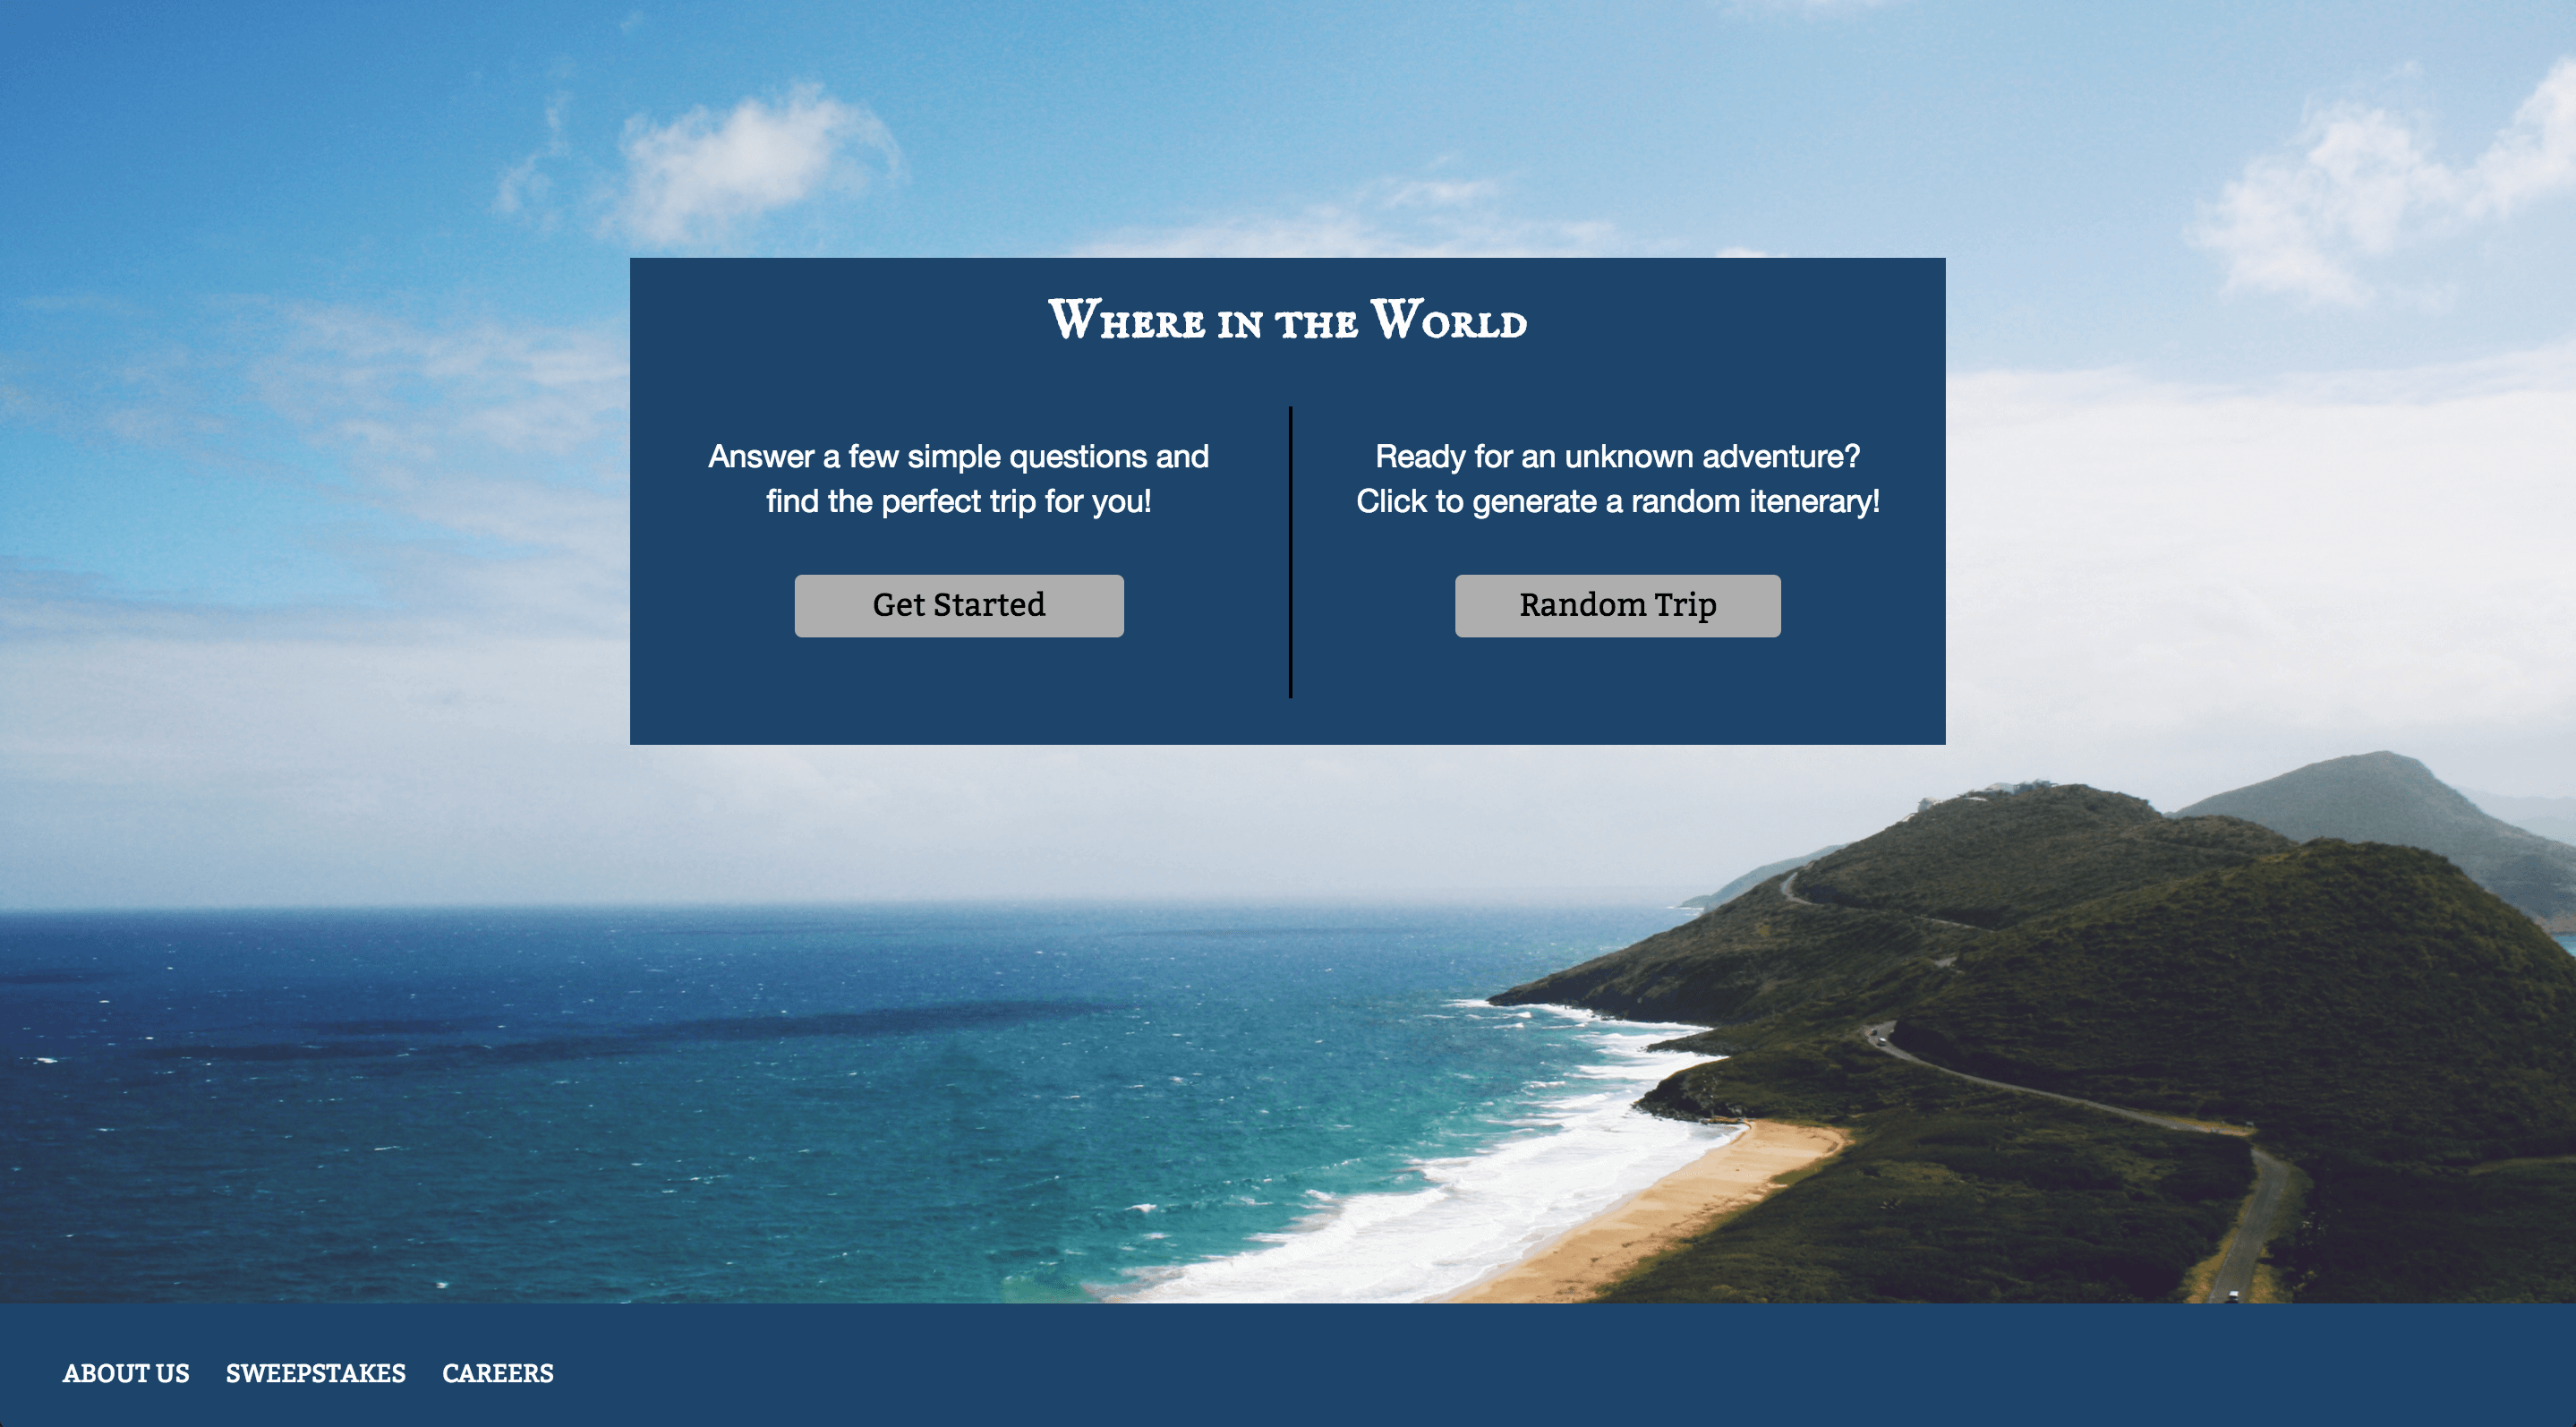 Where in the World
Answer a few simple questions and
find the perfect trip for you!
Get Started
Ready for an unknown adventure?
Click to generate a random itenerary!
Random Trip
ABOUT US SWEEPSTAKES CAREERS